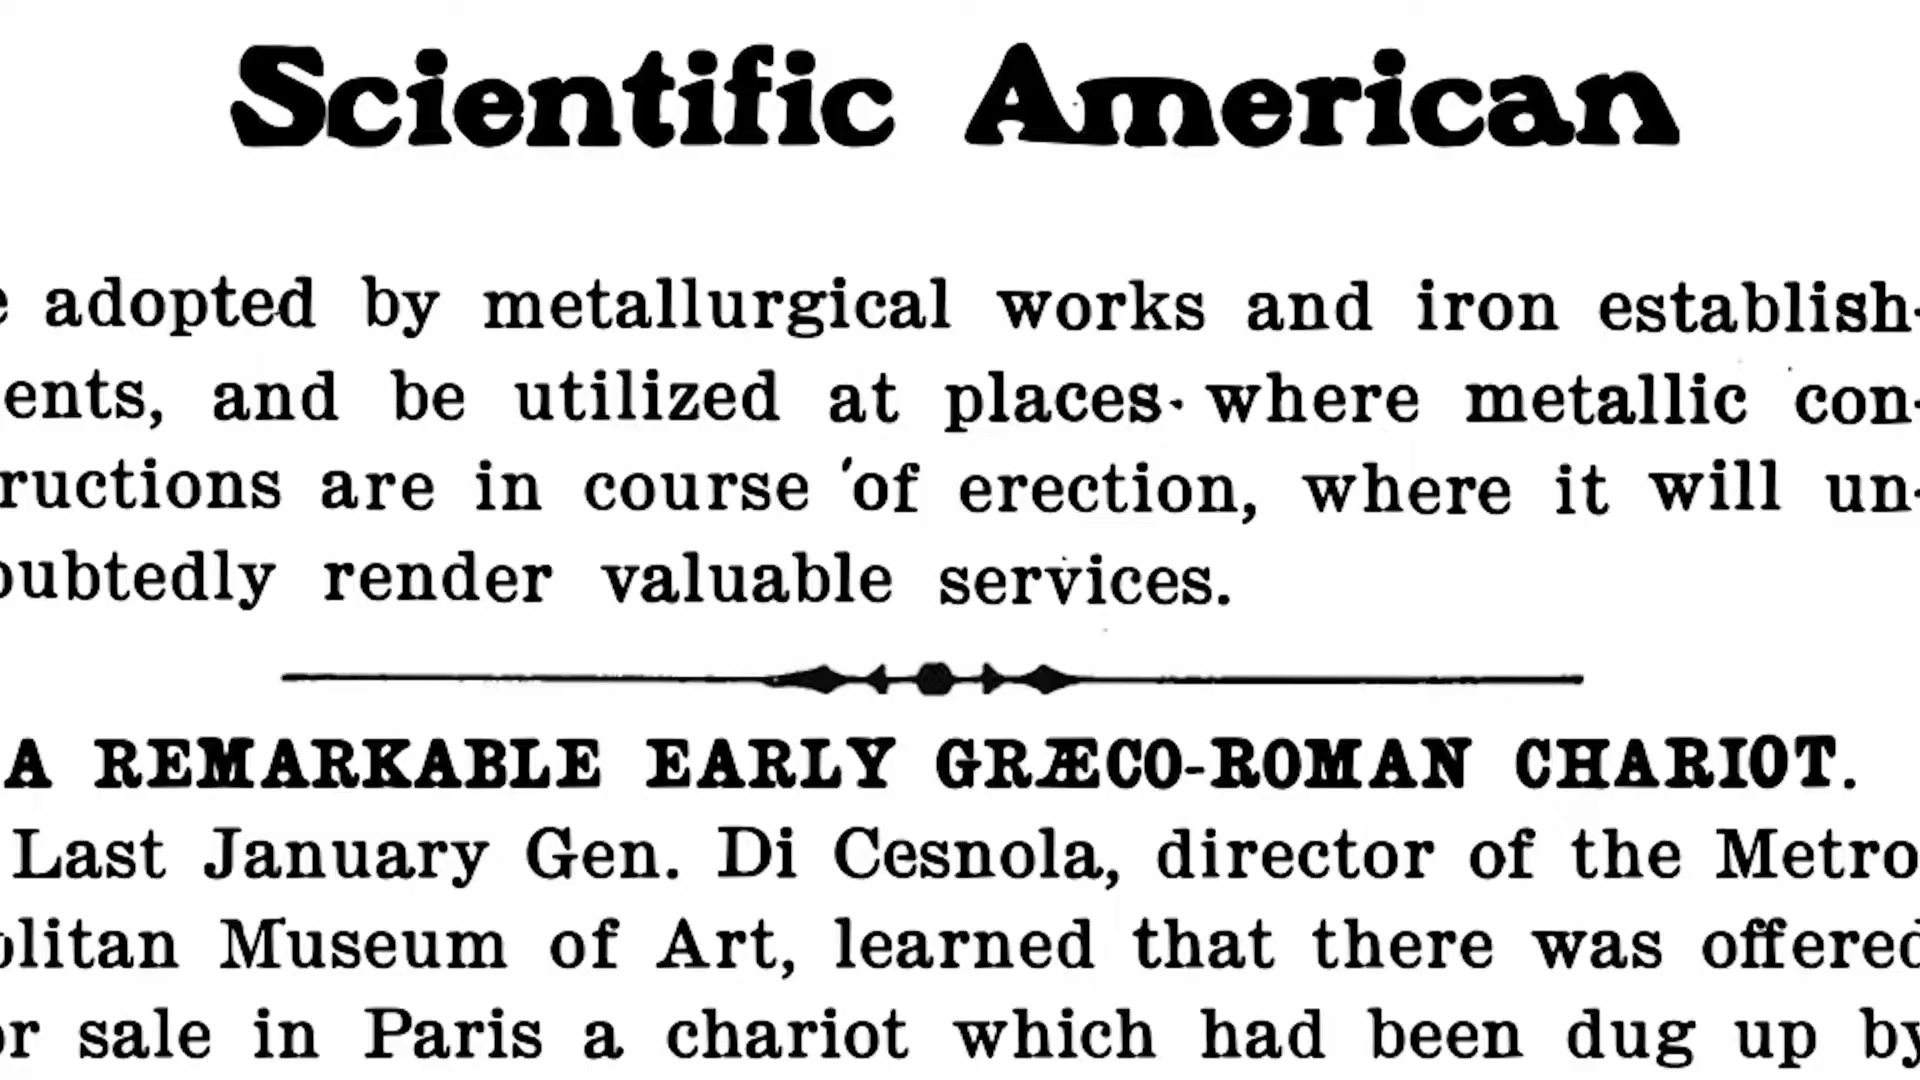 Scientific American
e adopted by metallurgical works and iron establish-
ents, and be utilized at places where metallic con-
ructions are in course of erection, where it will un-
oubtedly render valuable services.
A REMARKABLE EARLY GRÆCO-ROMAN CHARIOT.
Last January Gen. Di Cesnola, director of the Metro
olitan Museum of Art, learned that there was offered
or sale in Paris a chariot which had been dug up by